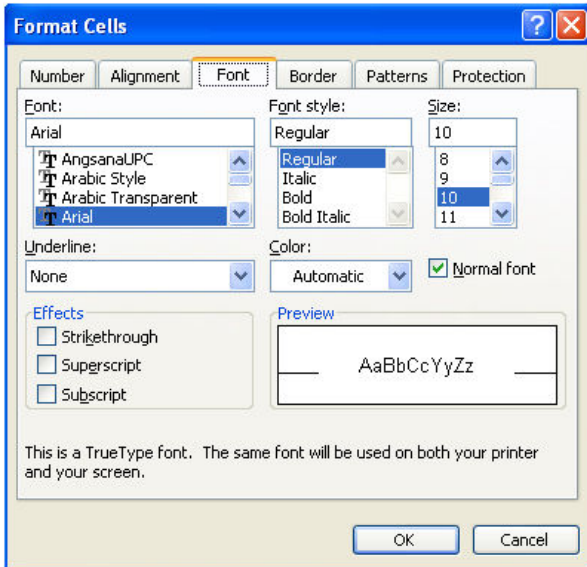 Format Cells
Number Alignment Font Border Patterns Protection
Font: Font style: Size:
Arial Regular 10
AngsanaUPC Regular 8
Arabic Style Italic 9
Arabic Transparent Bold 10
Arial Bold Italic 11
Underline: Color:
None Automatic Normal font
Effects Preview
Strikethrough
Superscript AaBbCcYyZz
Subscript
This is a TrueType font. The same font will be used on both your printer
and your screen.
OK Cancel